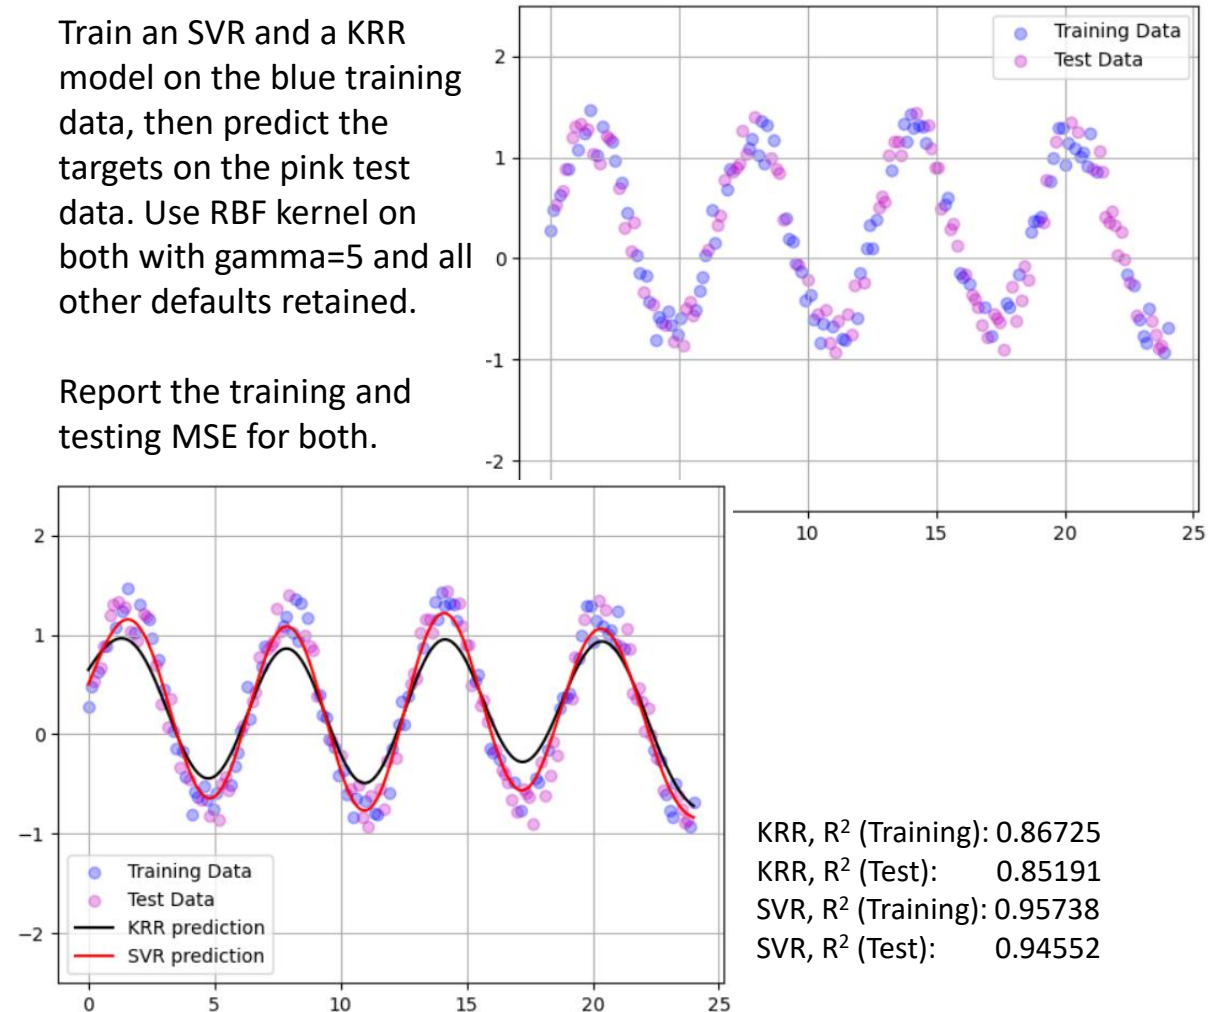 Train an SVR and a KRR
model on the blue training
data, then predict the
targets on the pink test
data. Use RBF kernel on
both with gamma=5 and all
other defaults retained.
Report the training and
testing MSE for both.
Training Data
Test Data
2
1
0
-1
-2
10
15
20
25
2
1
0
−1
−2
Training Data
Test Data
KRR prediction
SVR prediction
0
5
10
15
20
25
KRR, R² (Training): 0.86725
KRR, R² (Test): 0.85191
SVR, R² (Training): 0.95738
SVR, R² (Test): 0.94552